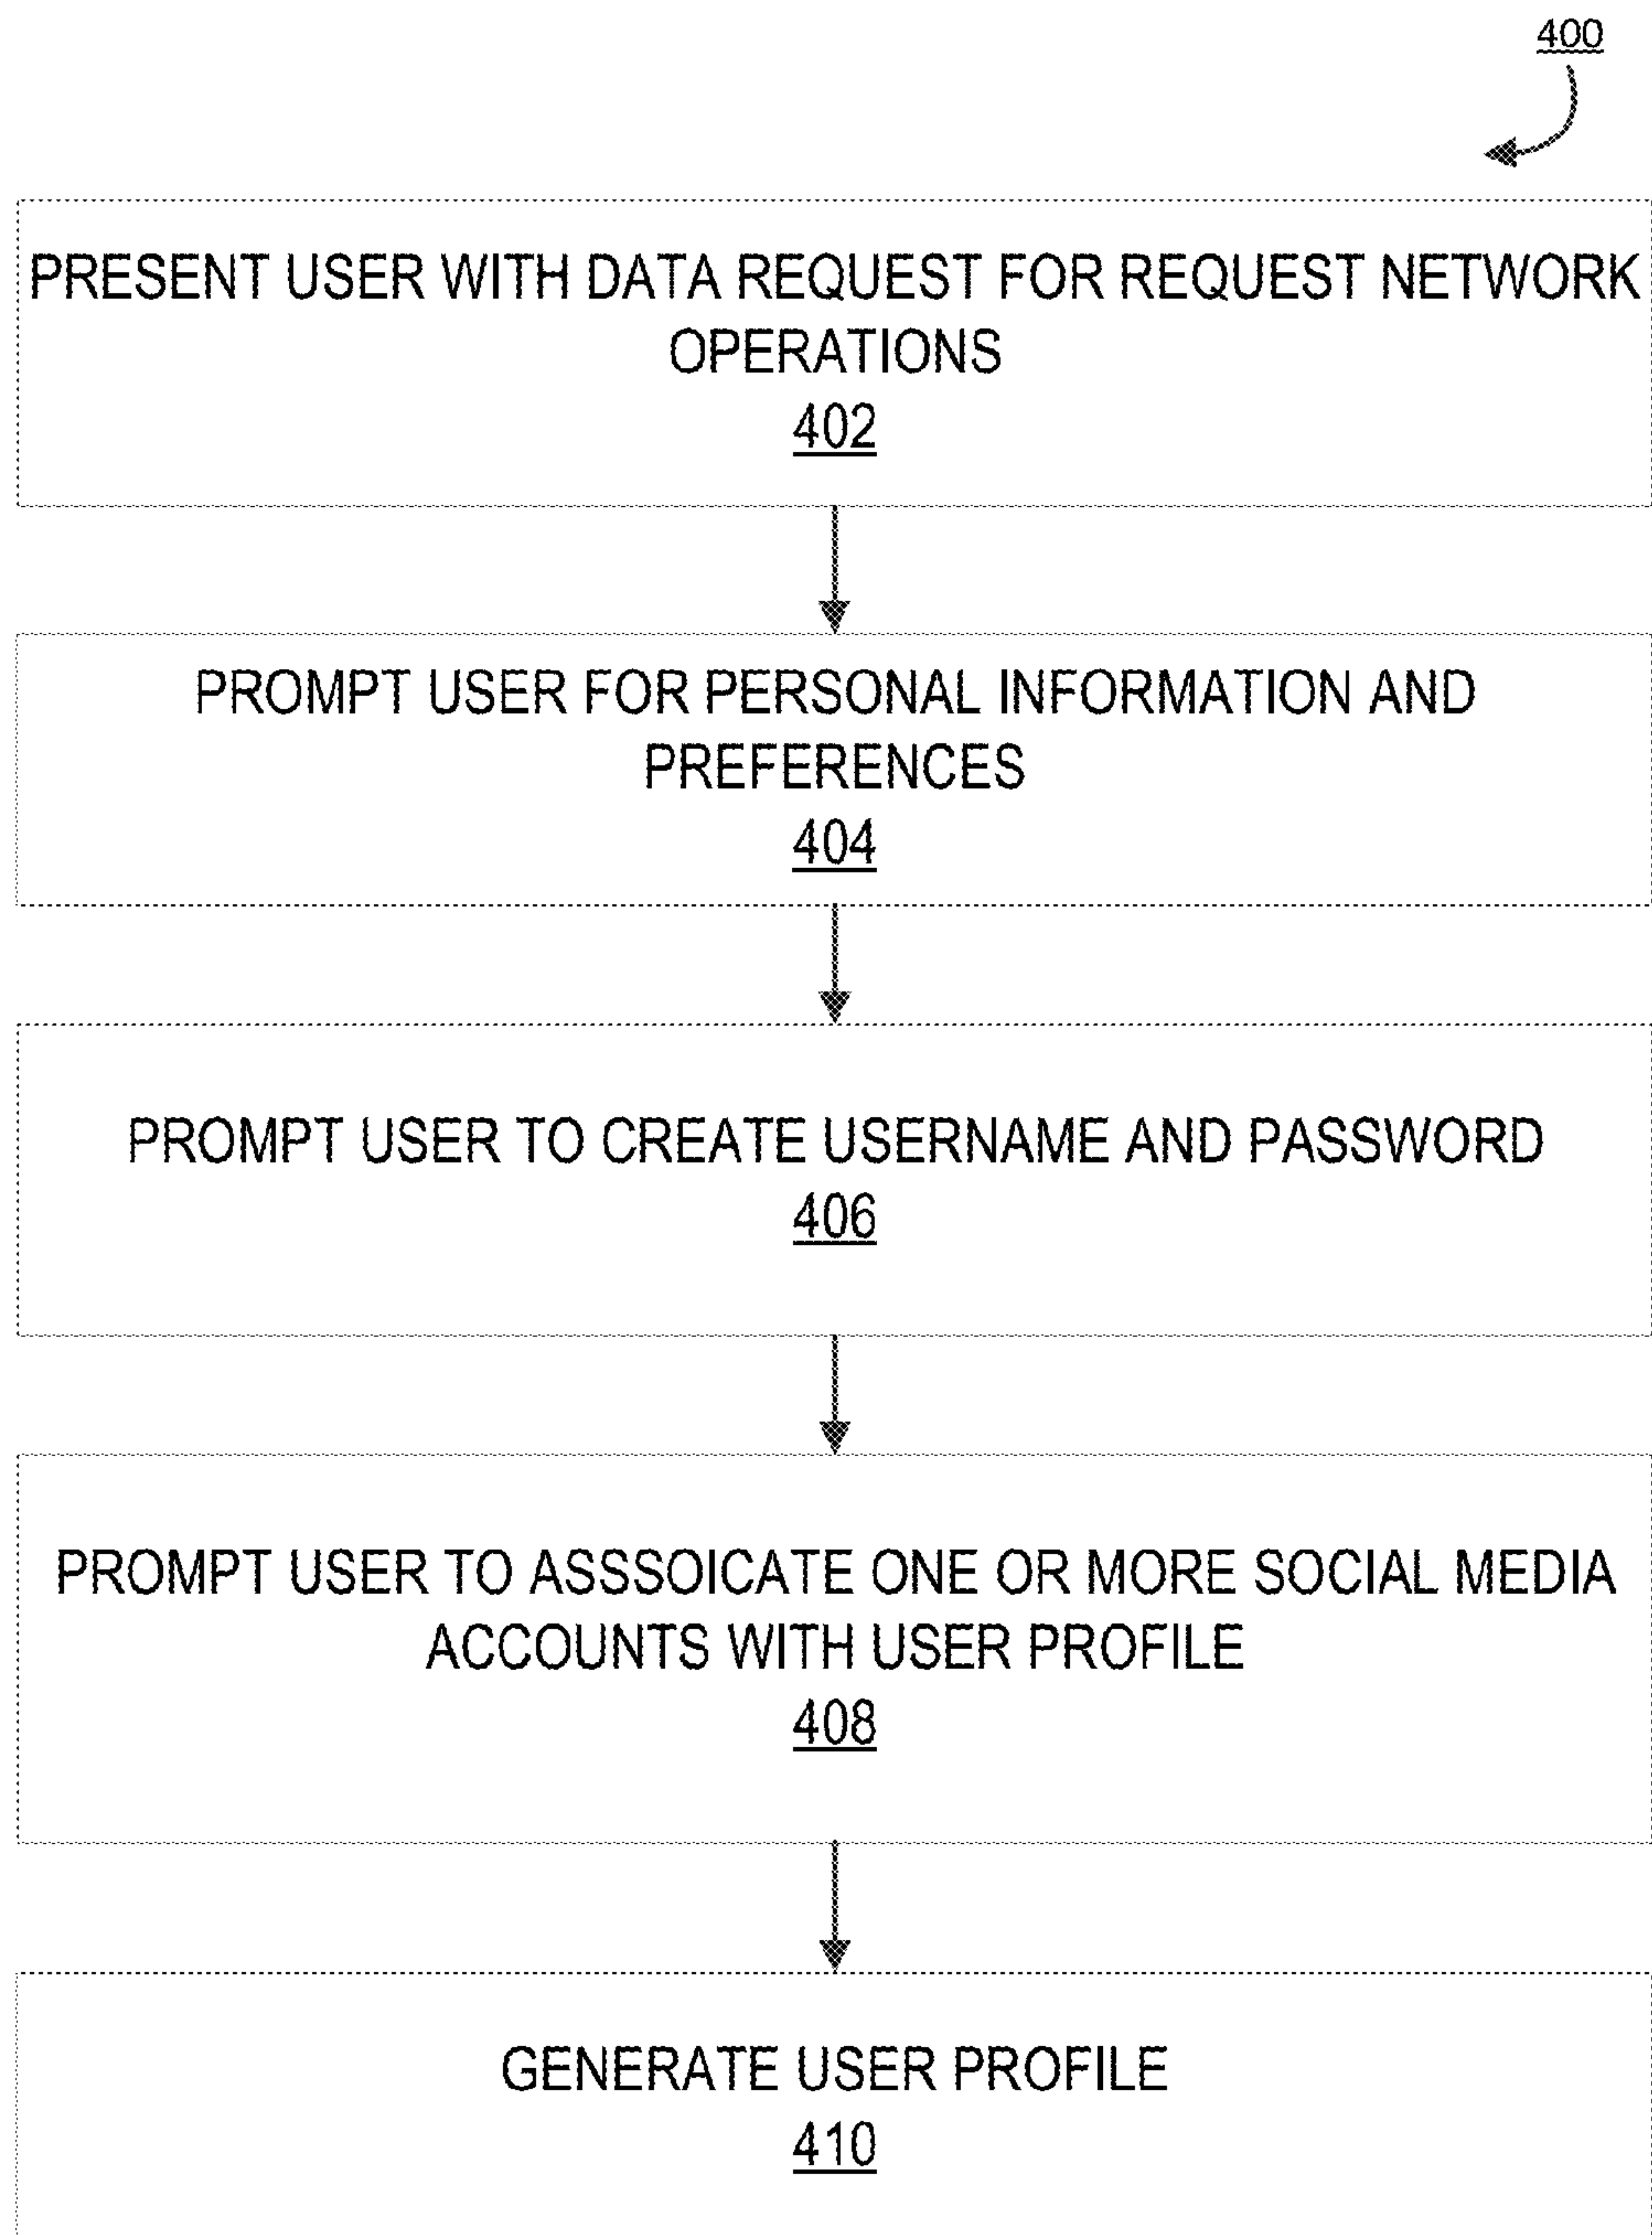 400
PRESENT USER WITH DATA REQUEST FOR REQUEST NETWORK
OPERATIONS
402
PROMPT USER FOR PERSONAL INFORMATION AND
PREFERENCES
404
PROMPT USER TO CREATE USERNAME AND PASSWORD
406
PROMPT USER TO ASSSOICATE ONE OR MORE SOCIAL MEDIA
ACCOUNTS WITH USER PROFILE
408
GENERATE USER PROFILE
410